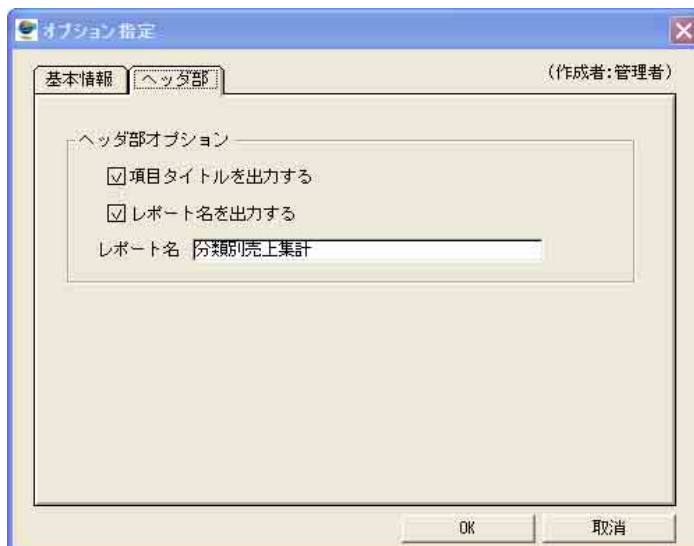 オプション指定
基本情報 ヘッダ部 (作成者:管理者)
ヘッダ部オプション
項目タイトルを出力する
レポート名を出力する
レポート名 分類別売上集計
OK 取消